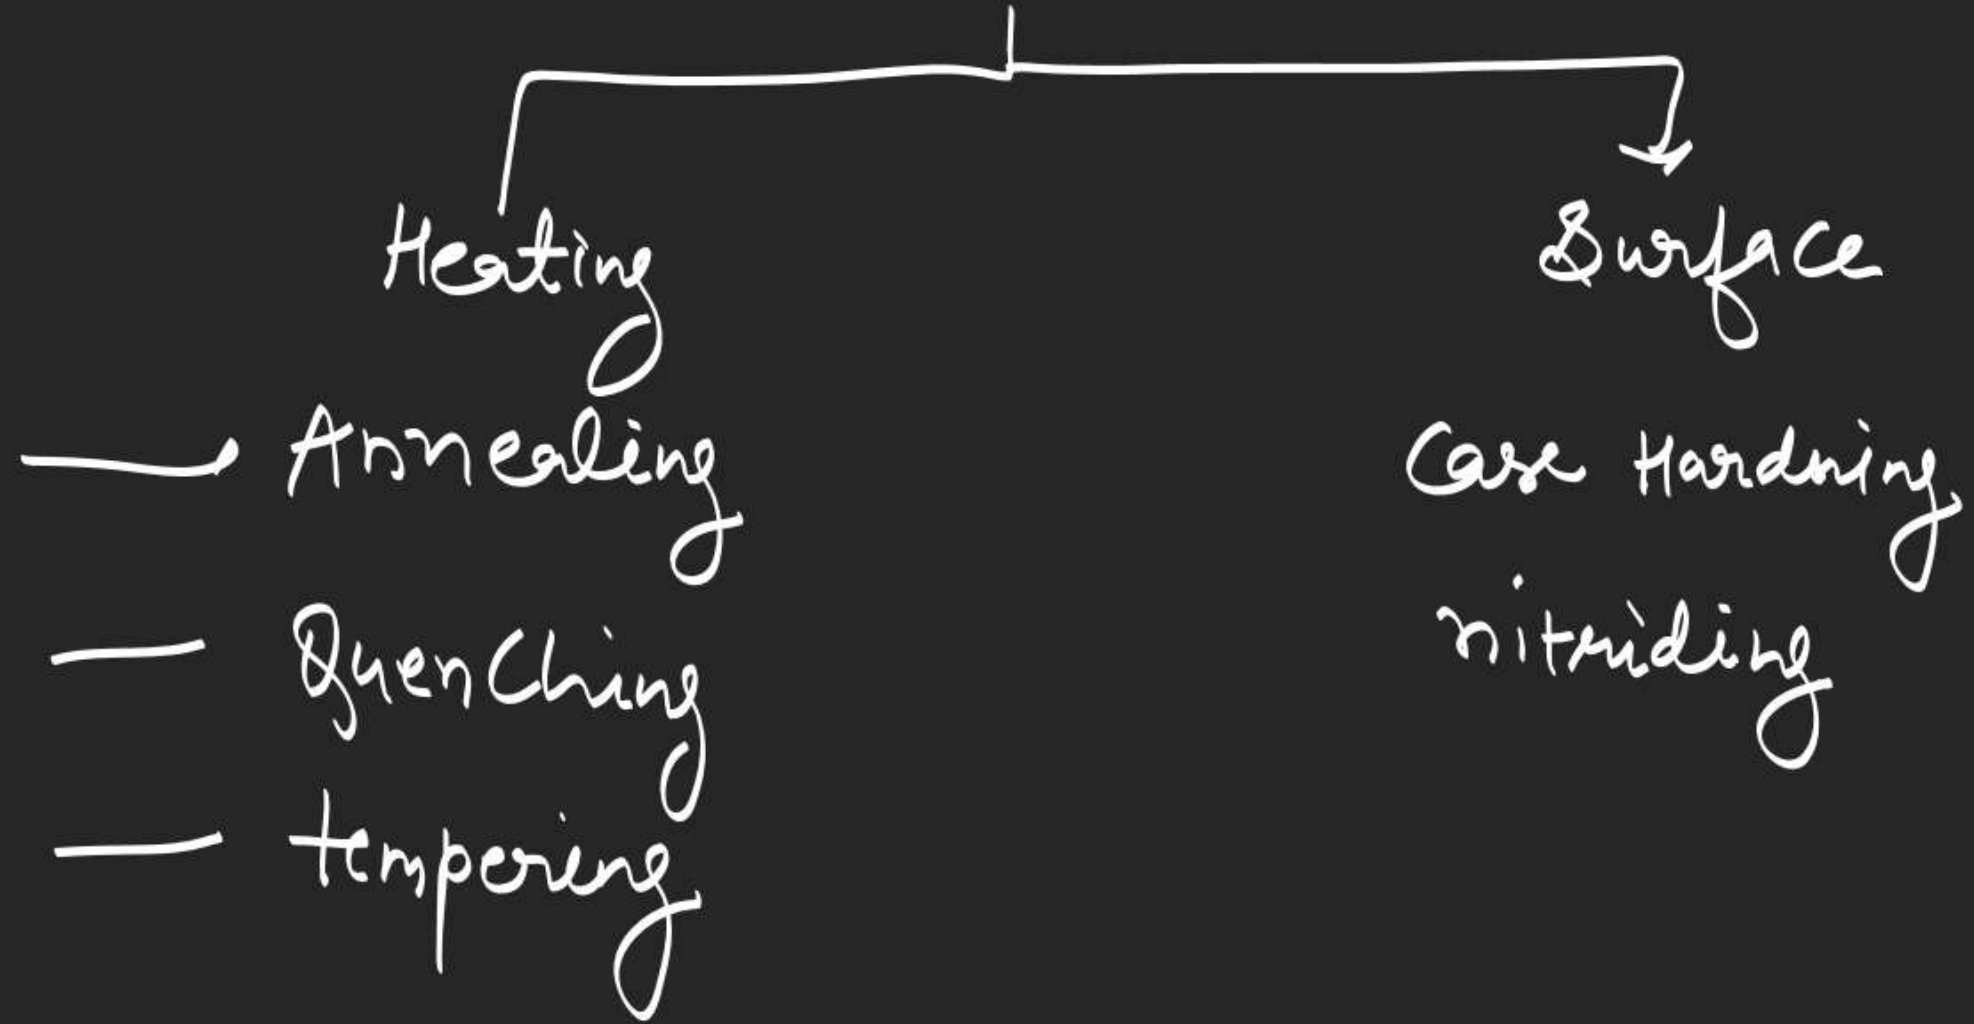 Heating
Surface
Annealing
Case Hardning
Quenching
nitriding
tempering